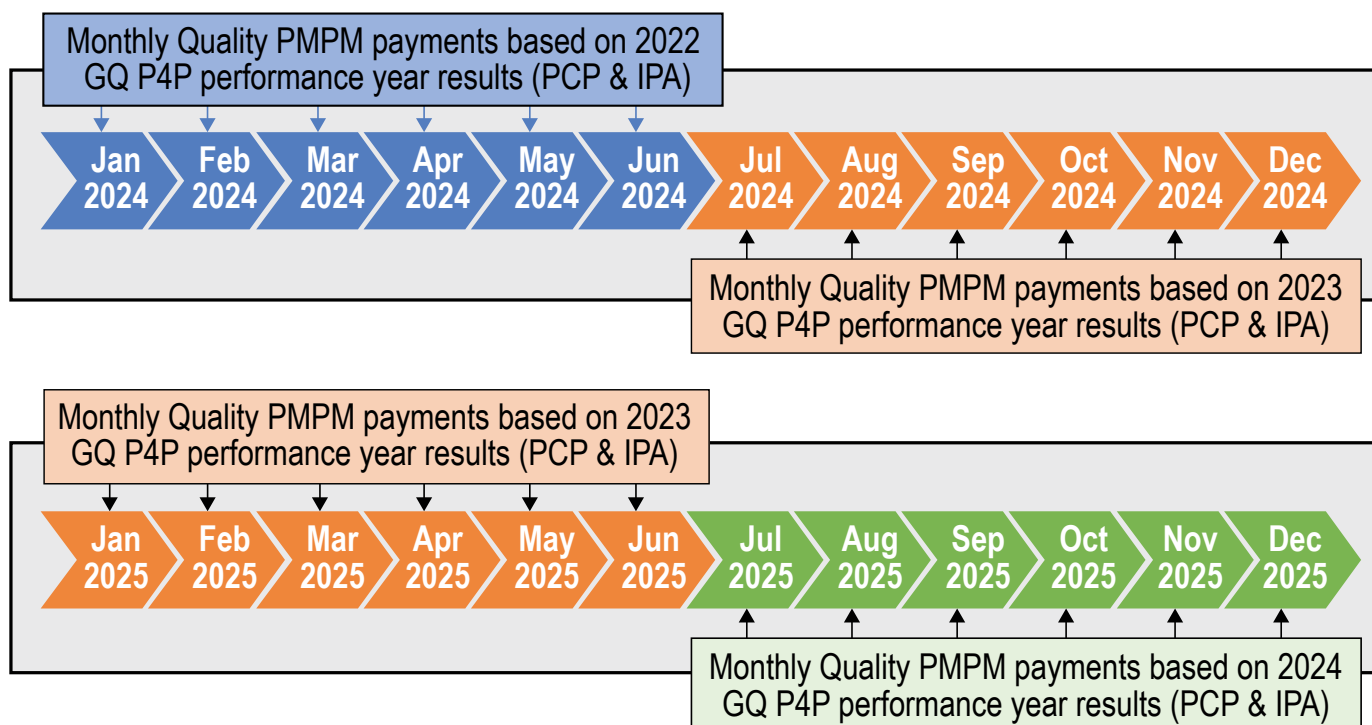 Monthly Quality PMPM payments based on 2022
GQ P4P performance year results (PCP & IPA)
Jan Feb Mar Apr May Jun Jul Aug Sep Oct Nov Dec
2024 2024 2024 2024 2024 2024 2024 2024 2024 2024 2024 2024
Monthly Quality PMPM payments based on 2023
GQ P4P performance year results (PCP & IPA)
Monthly Quality PMPM payments based on 2023
GQ P4P performance year results (PCP & IPA)
Jan Feb Mar Apr May Jun Jul Aug Sep Oct Nov Dec
2025 2025 2025 2025 2025 2025 2025 2025 2025 2025 2025 2025
Monthly Quality PMPM payments based on 2024
GQ P4P performance year results (PCP & IPA)